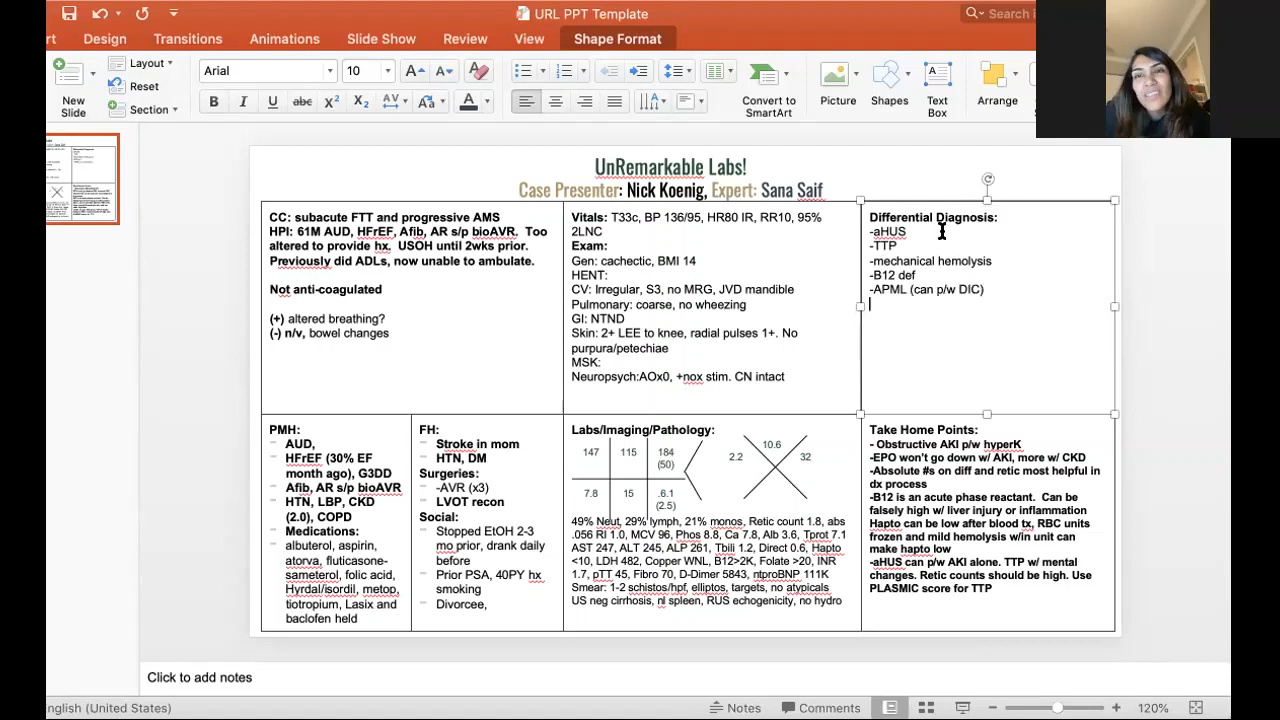 URL PPT Template
Search i
rt
Design
Transitions
Animations
Slide Show
Review
View
Shape Format
New
Slide
Layout
Reset
Section
Arial
10
Convert to
SmartArt
Picture
Shapes
Text
Box
Arrange
UnRemarkable Labs!
Case Presenter: Nick Koenig, Expert: Sana Saif
CC: subacute FTT and progressive AMS
HPI: 61M AUD, HFrEF, Afib, AR s/p bioAVR. Too
altered to provide hx. USOH until 2wks prior.
Previously did ADLs, now unable to ambulate.
Not anti-coagulated
(+) altered breathing?
(-) n/v, bowel changes
Vitals: T33c, BP 136/95, HR80 IR, RR10, 95%
2LNC
Exam:
Gen: cachectic, BMI 14
HENT:
CV: Irregular, S3, no MRG, JVD mandible
Pulmonary: coarse, no wheezing
GI: NTND
Skin: 2+ LEE to knee, radial pulses 1+. No
purpura/petechiae
MSK:
Neuropsych:AOx0, +nox stim. CN intact
Differential Diagnosis:
-aHUS
-TTP
-mechanical hemolysis
-B12 def
-APML (can p/w DIC)
PMH:
– AUD,
– HFrEF (30% EF
month ago), G3DD
– Afib, AR s/p bioAVR
– HTN, LBP, CKD
(2.0), COPD
– Medications:
– albuterol, aspirin,
atorva, fluticasone-
sameterol, folic acid,
Hyrdal/isordil, metop,
tiotropium, Lasix and
baclofen held
FH:
– Stroke in mom
– HTN, DM
Surgeries:
– -AVR (x3)
– LVOT recon
Social:
– Stopped EtOH 2-3
mo prior, drank daily
before
– Prior PSA, 40PY hx
smoking
– Divorcee,
Labs/Imaging/Pathology:
147 115 184
(50)
7.8 15 .6.1
(2.5)
10.6
2.2 32
49% Neut, 29% lymph, 21% monos, Retic count 1.8, abs
.056 RI 1.0, MCV 96, Phos 8.8, Ca 7.8, Alb 3.6, Tprot 7.1
AST 247, ALT 245, ALP 261, Tbili 1.2, Direct 0.6, Hapto
<10, LDH 482, Copper WNL, B12>2K, Folate >20, INR
1.7, pTT 45, Fibro 70, D-Dimer 5843, ntproBNP 111K
Smear: 1-2 schistos/hpf, elliptos, targets, no atypicals
US neg cirrhosis, nl spleen, RUS echogenicity, no hydro
Take Home Points:
- Obstructive AKI p/w hyperK
-EPO won't go down w/ AKI, more w/ CKD
-Absolute #s on diff and retic most helpful in
dx process
-B12 is an acute phase reactant. Can be
falsely high w/ liver injury or inflammation
Hapto can be low after blood tx, RBC units
frozen and mild hemolysis w/in unit can
make hapto low
-aHUS can p/w AKI alone. TTP w/ mental
changes. Retic counts should be high. Use
PLASMIC score for TTP
Click to add notes
nglish (United States)
Notes
Comments
120%